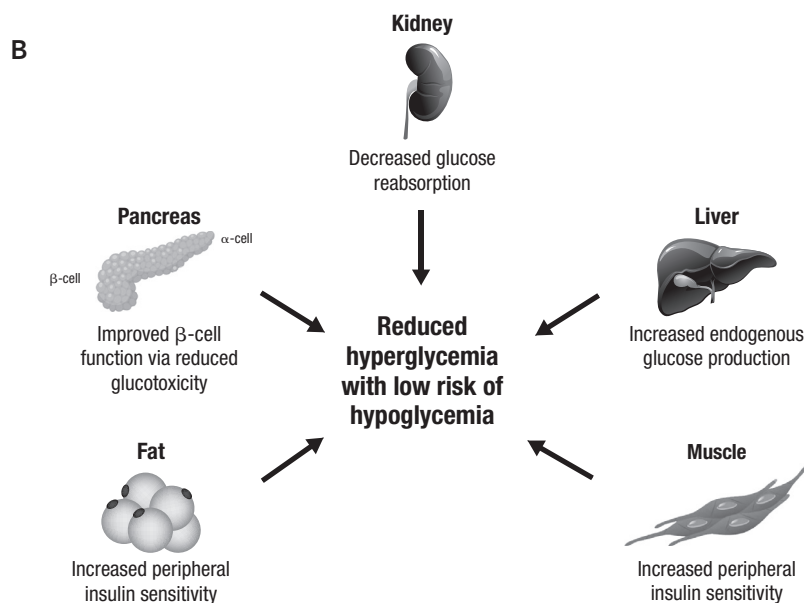 B
Kidney
Decreased glucose
reabsorption
Pancreas
α-cell
β-cell
Improved β-cell
function via reduced
glucotoxicity
Liver
Increased endogenous
glucose production
Reduced
hyperglycemia
with low risk of
hypoglycemia
Fat
Increased peripheral
insulin sensitivity
Muscle
Increased peripheral
insulin sensitivity